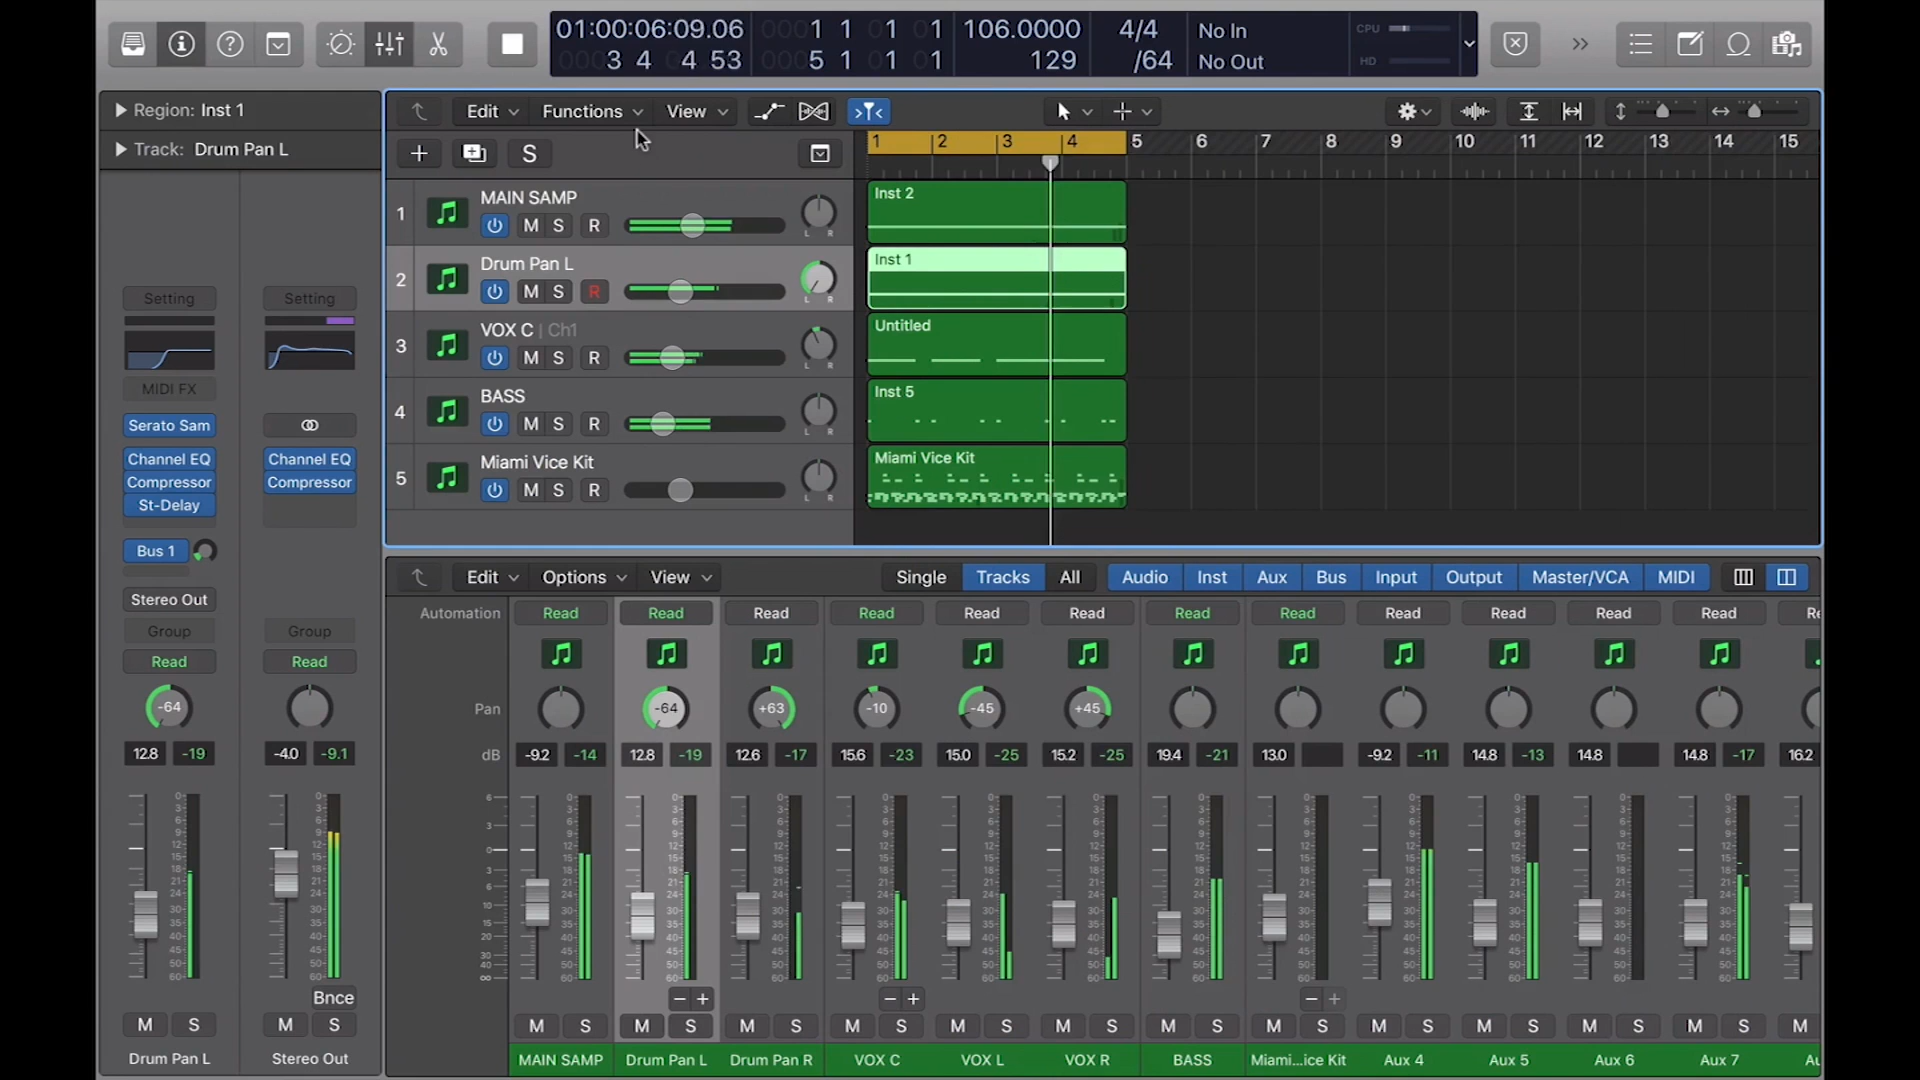 01:00:06:09.06
0003 4 04 53
0001 1 01 01
0005 1 01 01
106.0000
129
4/4
/64
No In
No Out
CPU
HD
Region: Inst 1
Track: Drum Pan L
Edit Functions View
S
1 2 3 4 5 6 7 8 9 10 11 12 13 14 15
1 MAIN SAMP
M S R
L R
Inst 2
2 Drum Pan L
M S R
L R
Inst 1
3 VOX C | Ch1
M S R
L R
Untitled
4 BASS
M S R
L R
Inst 5
5 Miami Vice Kit
M S R
L R
Miami Vice Kit
Setting Setting
MIDI FX
Serato Sam
Channel EQ Channel EQ
Compressor Compressor
St-Delay
Bus 1
Stereo Out
Group Group
Read Read
-64
12.8 -19 -4.0 -9.1
Bnce
M S M S
Drum Pan L Stereo Out
Edit Options View Single Tracks All Audio Inst Aux Bus Input Output Master/VCA MIDI
Automation Read Read Read Read Read Read Read Read Read Read Read Read
Pan -64 +63 -10 -45 +45
dB -9.2 -14 12.8 -19 12.6 -17 15.6 -23 15.0 -25 15.2 -25 19.4 -21 13.0 -9.2 -11 14.8 -13 14.8 14.8 -17 16.2
M S M S M S M S M S M S M S M S M S M S M S M S M
MAIN SAMP Drum Pan L Drum Pan R VOX C VOX L VOX R BASS Miami...ice Kit Aux 4 Aux 5 Aux 6 Aux 7